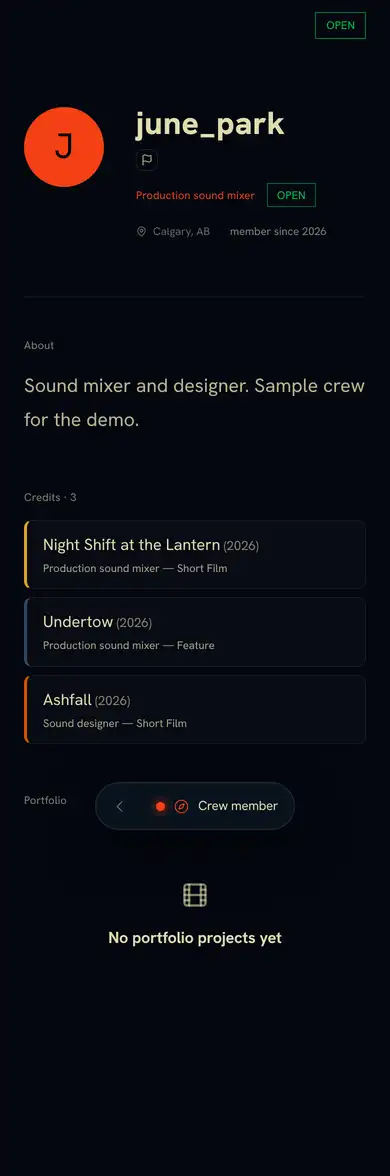 OPEN
J
june_park
Production sound mixer
OPEN
Calgary, AB
member since 2026
About
Sound mixer and designer. Sample crew
for the demo.
Credits · 3
Night Shift at the Lantern (2026)
Production sound mixer — Short Film
Undertow (2026)
Production sound mixer — Feature
Ashfall (2026)
Sound designer — Short Film
Portfolio
Crew member
No portfolio projects yet